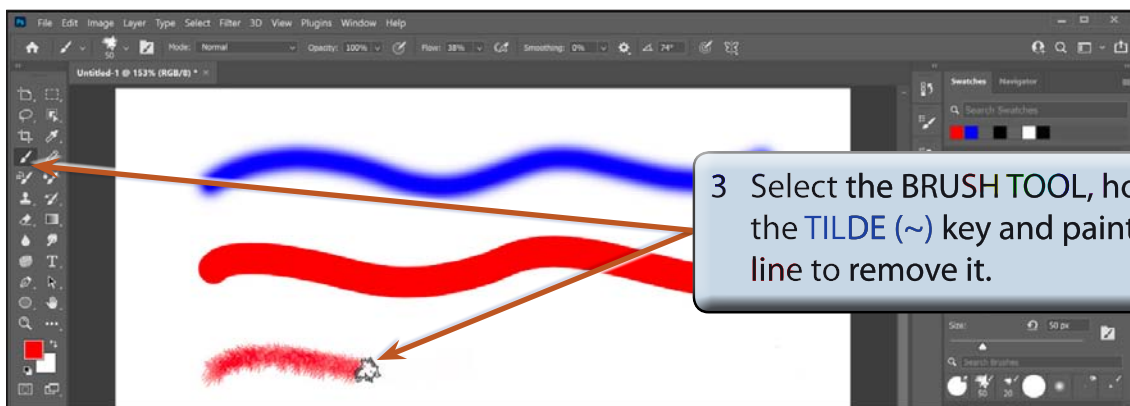 File Edit Image Layer Type Select Filter 3D View Plugins Window Help
50 Mode: Normal Opacity: 100% Flow: 38% Smoothing: 0% 74°
Untitled-1 @ 153% (RGB/8) * ×
Swatches Navigator
Search Swatches
3 Select the BRUSH TOOL, ho
the TILDE (~) key and paint
line to remove it.
Size: 50 px
Search Brushes
50 20